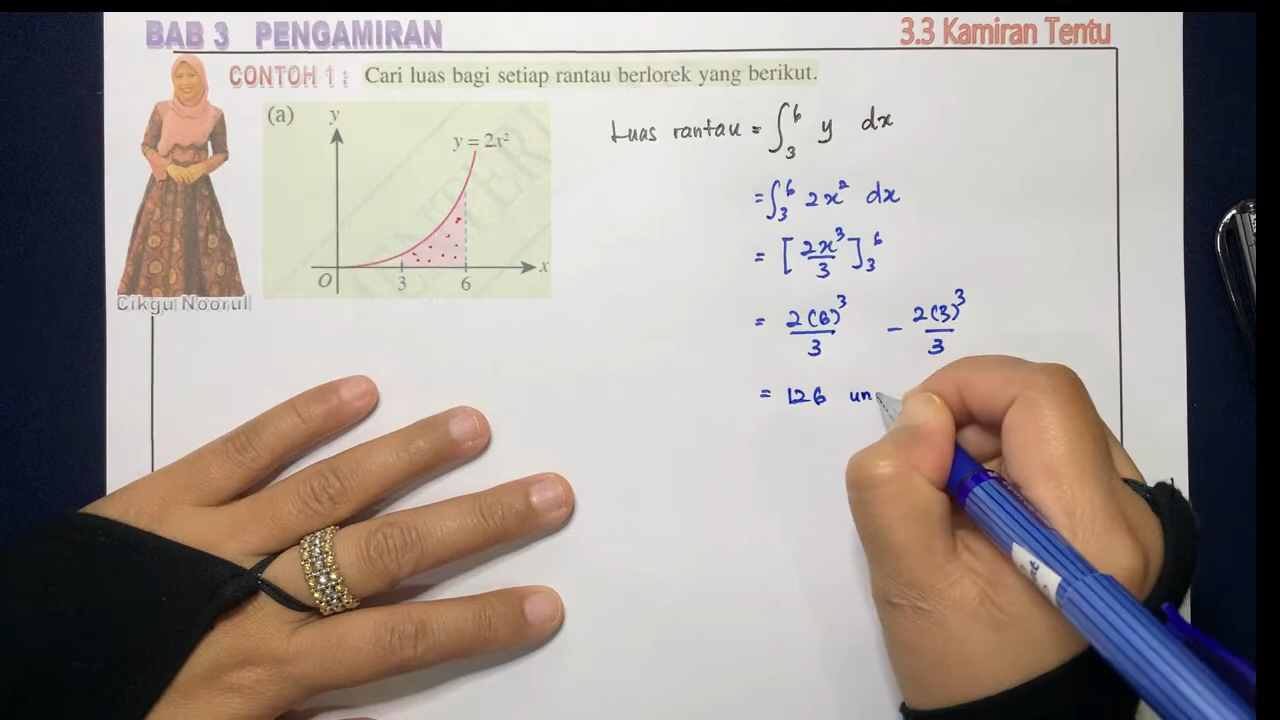 BAB 3 PENGAMIRAN
3.3 Kamiran Tentu
CONTOH 1 : Cari luas bagi setiap rantau berlorek yang berikut.
(a)
y
y = 2x²
O 3 6 x
Cikgu Noorul
Luas rantau = ∫₃⁶ y dx
= ∫₃⁶ 2x² dx
= [2x³/3]₃⁶
= 2(6)³/3 - 2(3)³/3
= 126 un